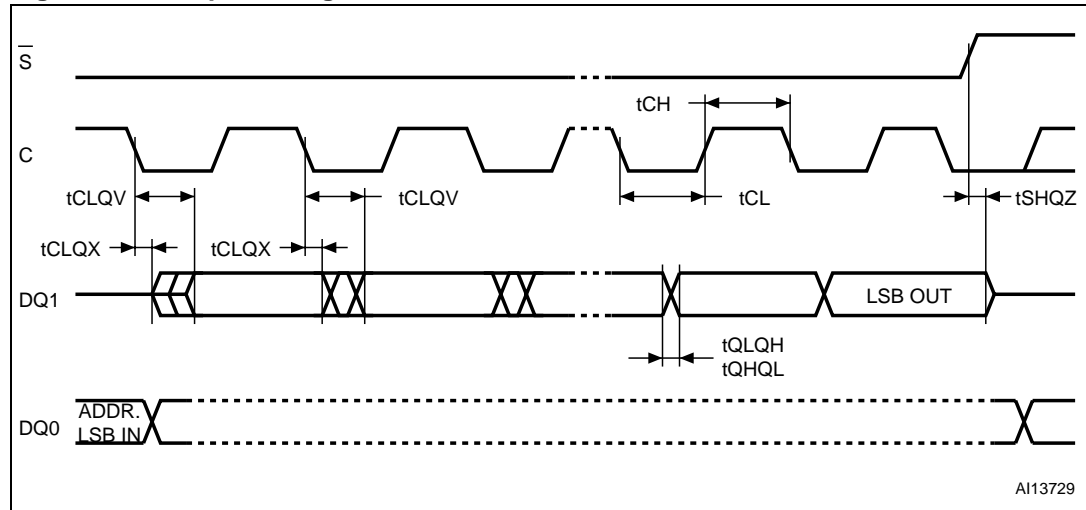 S̅
tCH
C
tCLQV
tCLQV
tCL
tSHQZ
tCLQX
tCLQX
DQ1
LSB OUT
tQLQH
tQHQL
ADDR.
DQ0
LSB IN
AI13729